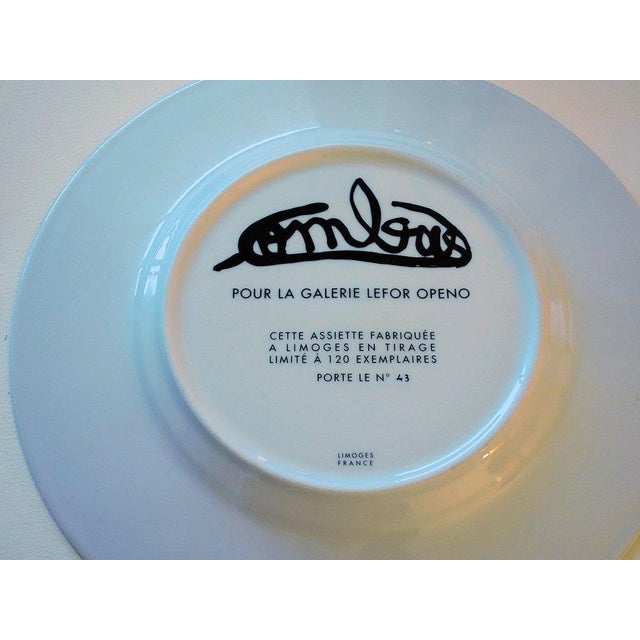 Combas
POUR LA GALERIE LEFOR OPENO
CETTE ASSIETTE FABRIQUÉE
A LIMOGES EN TIRAGE
LIMITÉ À 120 EXEMPLAIRES
PORTE LE N° 43
LIMOGES
FRANCE